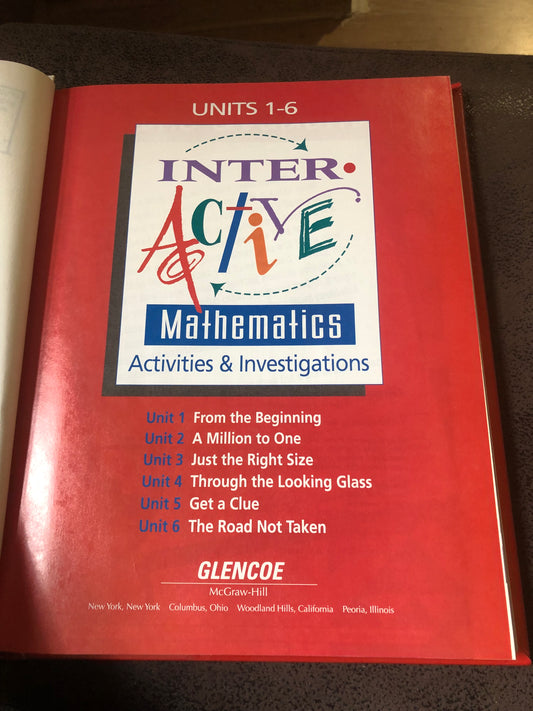 UNITS 1-6
INTER•
ACTIVE
Mathematics
Activities & Investigations
Unit 1 From the Beginning
Unit 2 A Million to One
Unit 3 Just the Right Size
Unit 4 Through the Looking Glass
Unit 5 Get a Clue
Unit 6 The Road Not Taken
GLENCOE
McGraw-Hill
New York, New York Columbus, Ohio Woodland Hills, California Peoria, Illinois